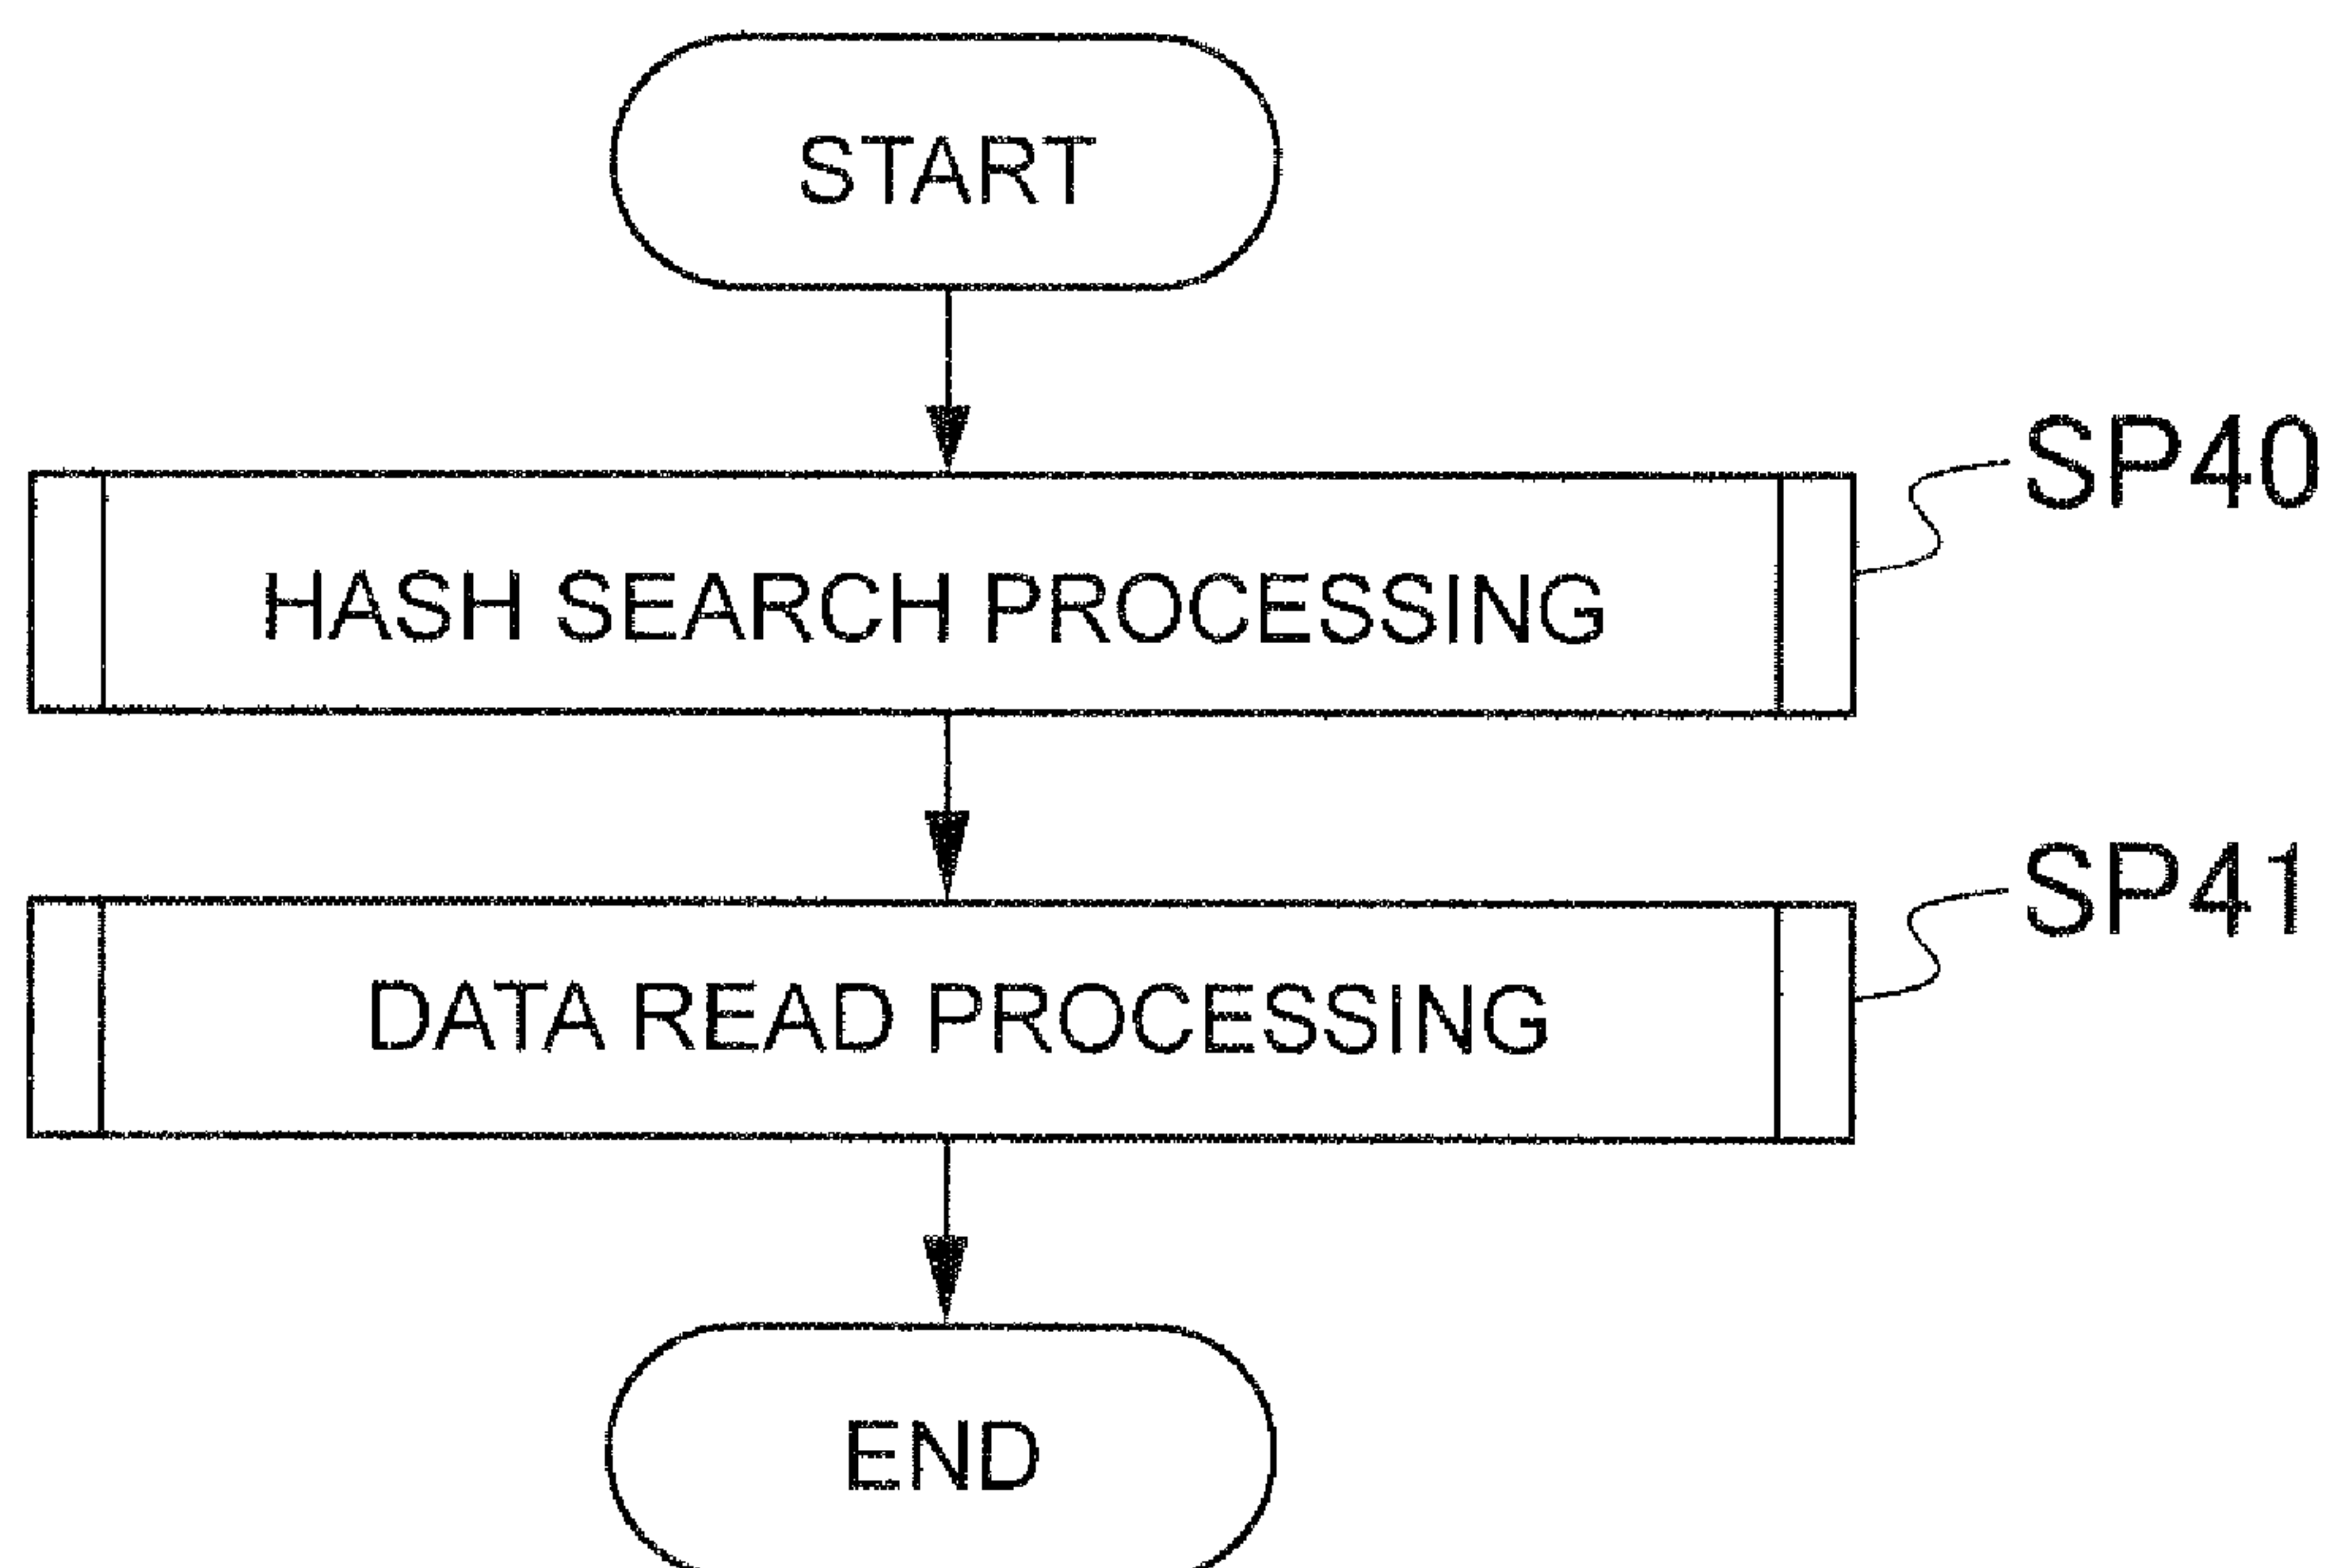 START
SP40
HASH SEARCH PROCESSING
SP41
DATA READ PROCESSING
END